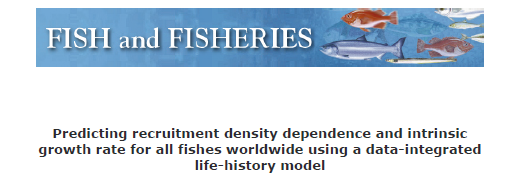 FISH and FISHERIES
Predicting recruitment density dependence and intrinsic
growth rate for all fishes worldwide using a data-integrated
life-history model